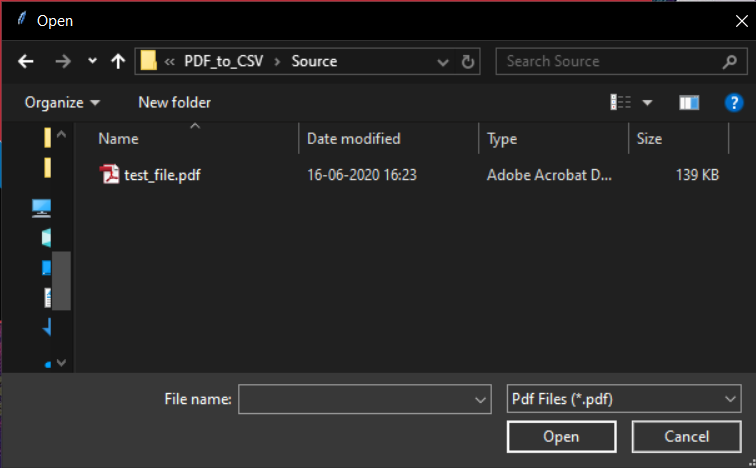 Open
« PDF_to_CSV > Source
Search Source
Organize
New folder
Name Date modified Type Size
test_file.pdf 16-06-2020 16:23 Adobe Acrobat D... 139 KB
File name:
Pdf Files (*.pdf)
Open Cancel